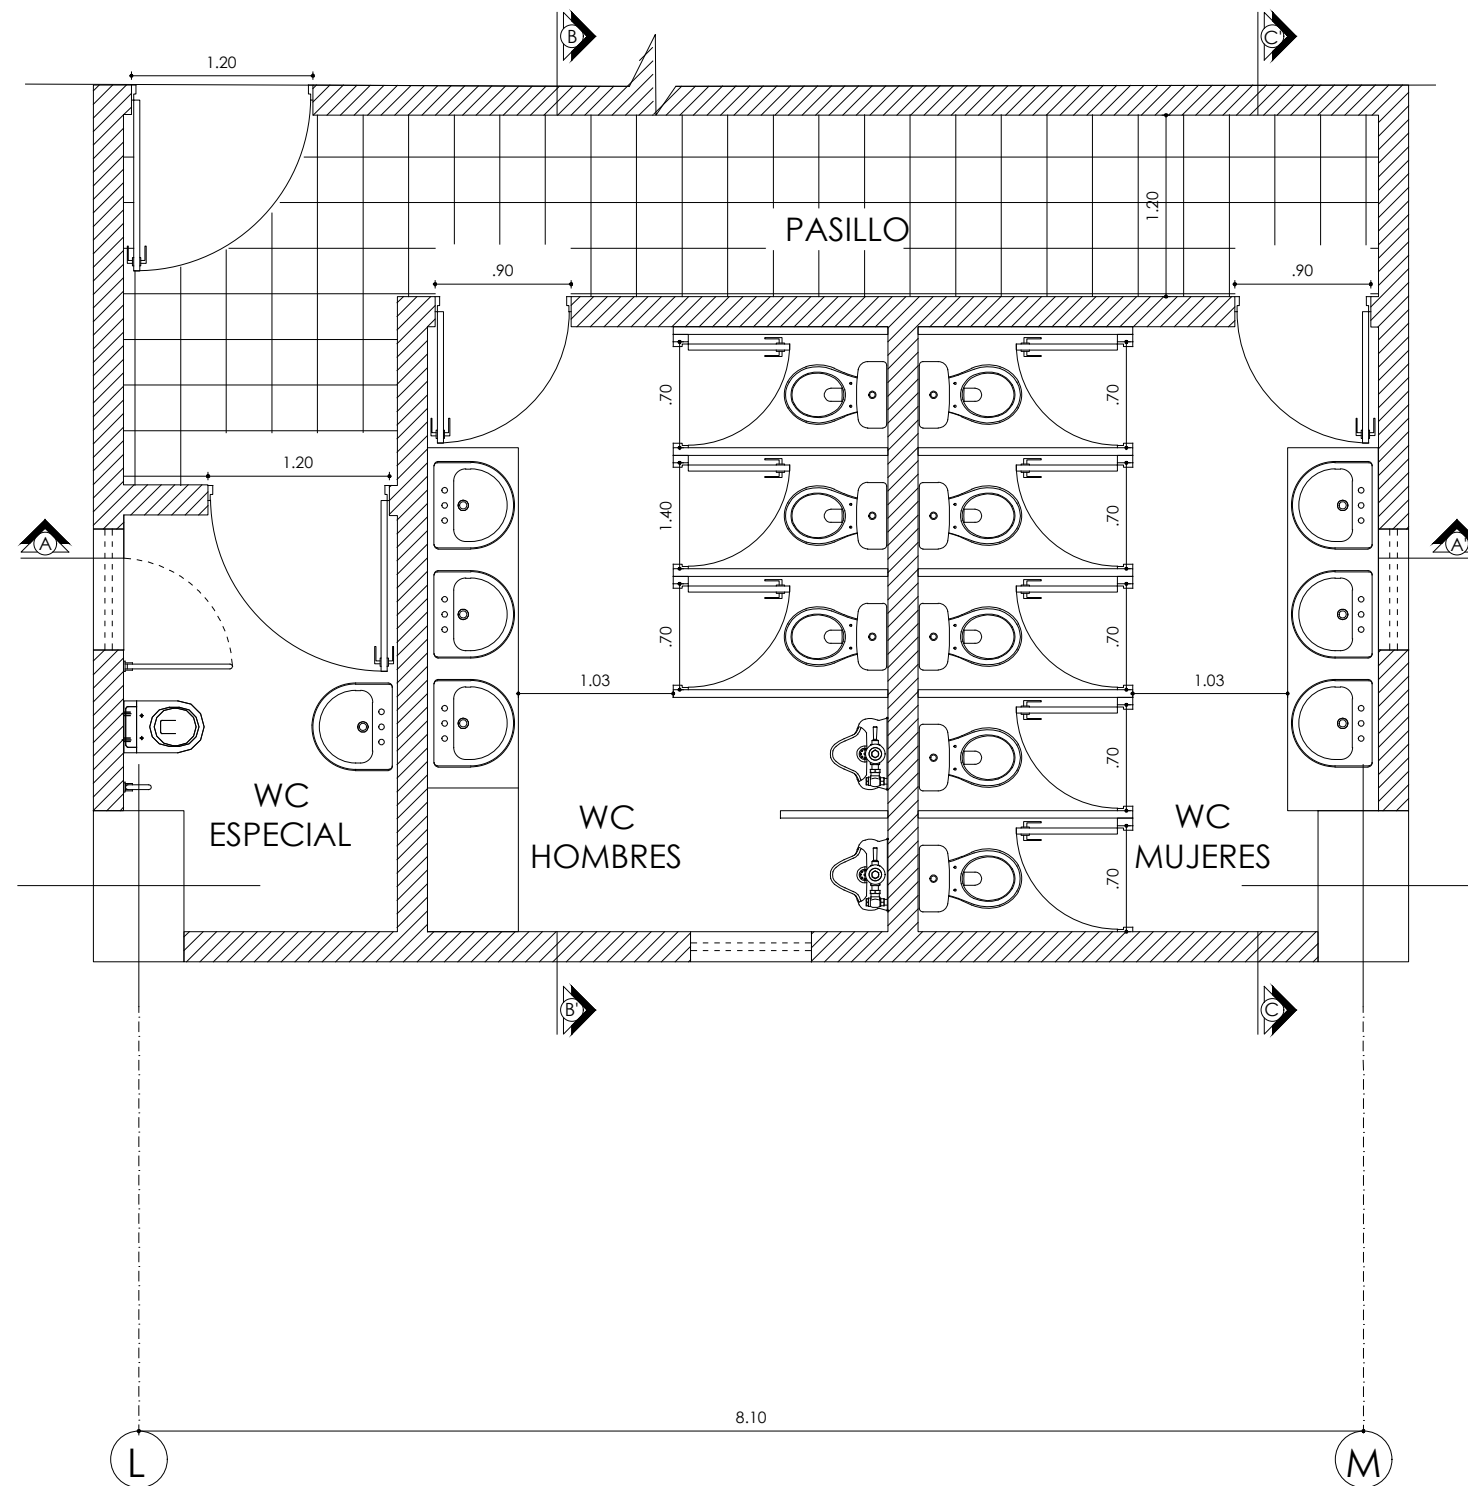 B
C'
1.20
PASILLO
1.20
.90
.90
.70
.70
1.20
1.40
.70
A
A'
.70
.70
1.03
1.03
.70
WC
ESPECIAL
WC
HOMBRES
WC
MUJERES
.70
B'
C
8.10
L
M